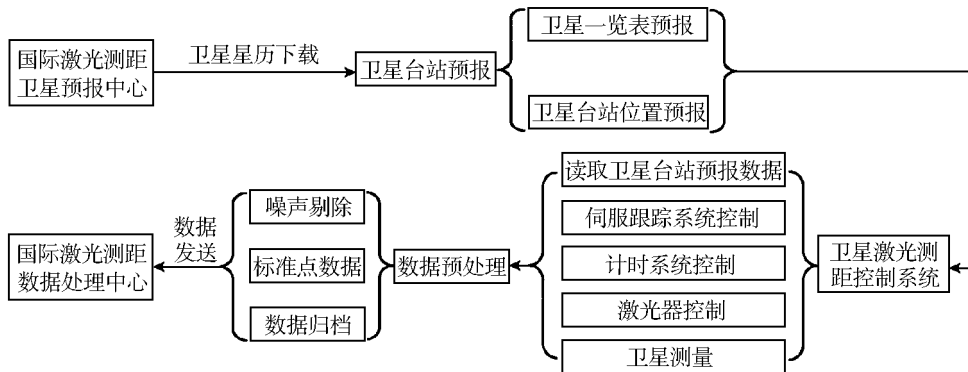 国际激光测距
卫星预报中心
卫星星历下载
卫星台站预报
卫星一览表预报
卫星台站位置预报
卫星激光测
距控制系统
读取卫星台站预报数据
伺服跟踪系统控制
计时系统控制
激光器控制
卫星测量
数据预处理
噪声剔除
标准点数据
数据归档
数据
发送
国际激光测距
数据处理中心